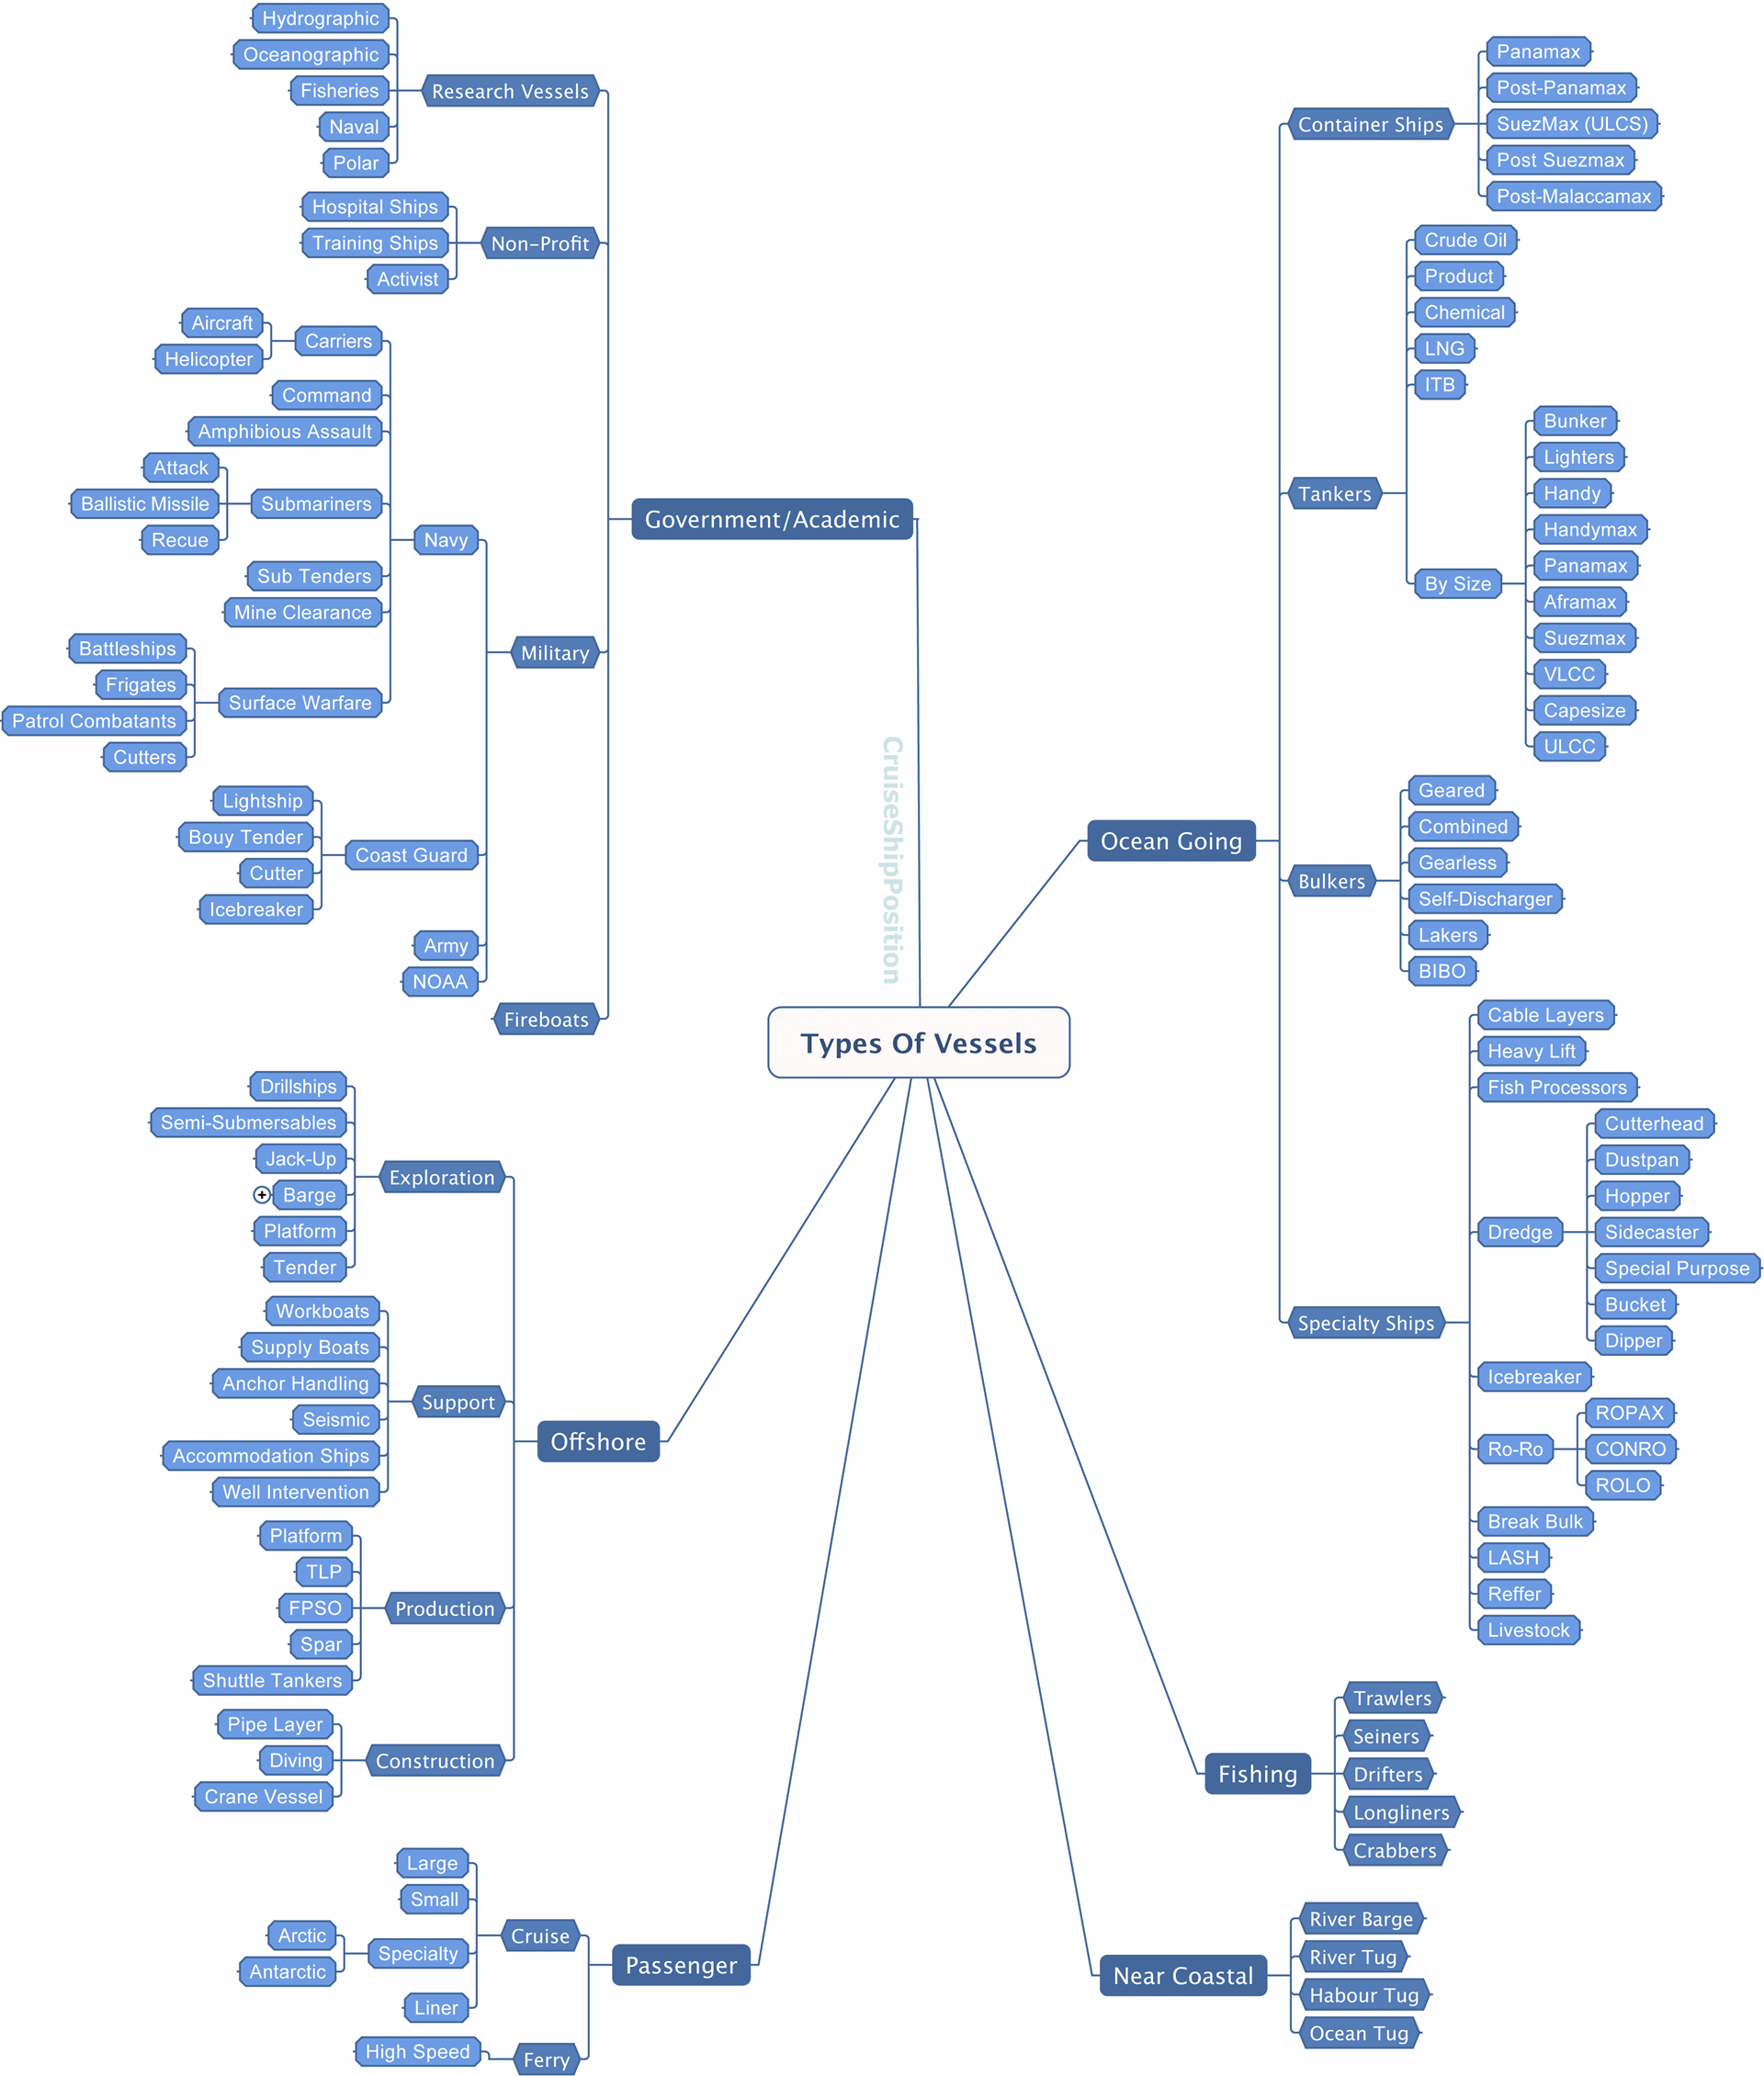 Types Of Vessels
CruiseShipPosition
Government/Academic
Research Vessels
Hydrographic
Oceanographic
Fisheries
Naval
Polar
Non-Profit
Hospital Ships
Training Ships
Activist
Military
Navy
Carriers
Aircraft
Helicopter
Command
Amphibious Assault
Submariners
Attack
Ballistic Missile
Recue
Sub Tenders
Mine Clearance
Surface Warfare
Battleships
Frigates
Patrol Combatants
Cutters
Coast Guard
Lightship
Bouy Tender
Cutter
Icebreaker
Army
NOAA
Fireboats
Offshore
Exploration
Drillships
Semi-Submersables
Jack-Up
Barge
Platform
Tender
Support
Workboats
Supply Boats
Anchor Handling
Seismic
Accommodation Ships
Well Intervention
Production
Platform
TLP
FPSO
Spar
Shuttle Tankers
Construction
Pipe Layer
Diving
Crane Vessel
Passenger
Cruise
Large
Small
Specialty
Arctic
Antarctic
Liner
Ferry
High Speed
Ocean Going
Container Ships
Panamax
Post-Panamax
SuezMax (ULCS)
Post Suezmax
Post-Malaccamax
Tankers
Crude Oil
Product
Chemical
LNG
ITB
By Size
Bunker
Lighters
Handy
Handymax
Panamax
Aframax
Suezmax
VLCC
Capesize
ULCC
Bulkers
Geared
Combined
Gearless
Self-Discharger
Lakers
BIBO
Specialty Ships
Cable Layers
Heavy Lift
Fish Processors
Dredge
Cutterhead
Dustpan
Hopper
Sidecaster
Special Purpose
Bucket
Dipper
Icebreaker
Ro-Ro
ROPAX
CONRO
ROLO
Break Bulk
LASH
Reffer
Livestock
Fishing
Trawlers
Seiners
Drifters
Longliners
Crabbers
Near Coastal
River Barge
River Tug
Habour Tug
Ocean Tug